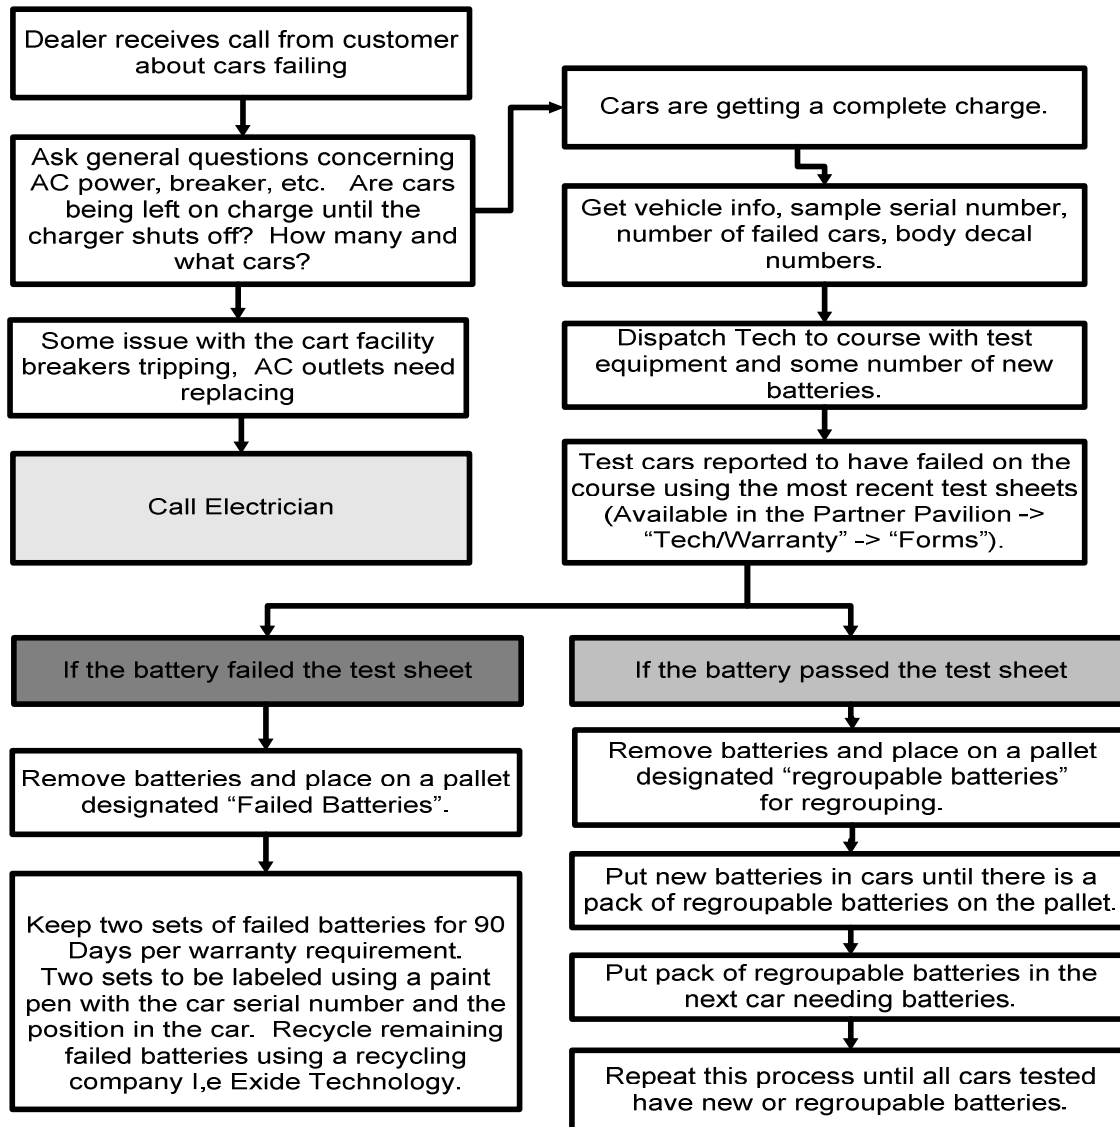 Dealer receives call from customer
about cars failing
Ask general questions concerning
AC power, breaker, etc.   Are cars
being left on charge until the
charger shuts off?  How many and
what cars?
Some issue with the cart facility
breakers tripping,  AC outlets need
replacing
Call Electrician
Cars are getting a complete charge.
Get vehicle info, sample serial number,
number of failed cars, body decal
numbers.
Dispatch Tech to course with test
equipment and some number of new
batteries.
Test cars reported to have failed on the
course using the most recent test sheets
(Available in the Partner Pavilion ->
“Tech/Warranty” -> “Forms”).
If the battery failed the test sheet
Remove batteries and place on a pallet
designated “Failed Batteries”.
Keep two sets of failed batteries for 90
Days per warranty requirement.
Two sets to be labeled using a paint
pen with the car serial number and the
position in the car.  Recycle remaining
failed batteries using a recycling
company I,e Exide Technology.
If the battery passed the test sheet
Remove batteries and place on a pallet
designated “regroupable batteries”
for regrouping.
Put new batteries in cars until there is a
pack of regroupable batteries on the pallet.
Put pack of regroupable batteries in the
next car needing batteries.
Repeat this process until all cars tested
have new or regroupable batteries.